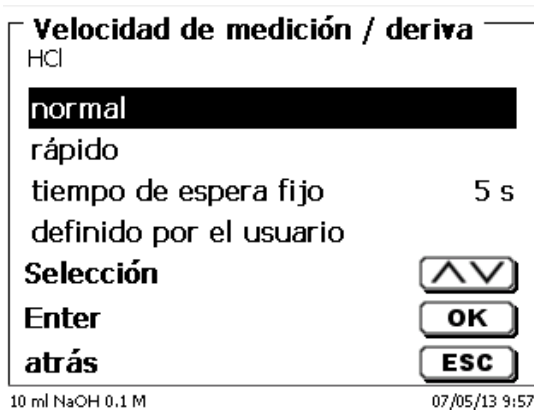 Velocidad de medición / deriva
HCl
normal
rápido
tiempo de espera fijo 5 s
definido por el usuario
Selección
Enter OK
atrás ESC
10 ml NaOH 0.1 M 07/05/13 9:57